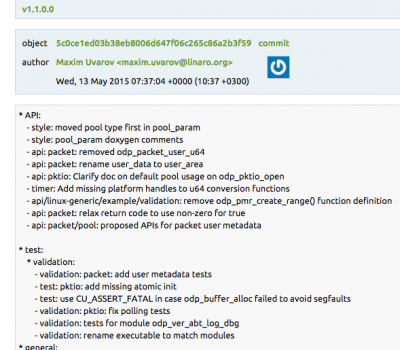 v1.1.0.0
object 5c0ce1ed03b38eb8006d647f06c265c86a2b3f59 commit
author Maxim Uvarov <maxim.uvarov@linaro.org>
Wed, 13 May 2015 07:37:04 +0000 (10:37 +0300)
* API:
- style: moved pool type first in pool_param
- style: pool_param doxygen comments
- api: packet: removed odp_packet_user_u64
- api: packet: rename user_data to user_area
- api: pktio: Clarify doc on default pool usage on odp_pktio_open
- timer: Add missing platform handles to u64 conversion functions
- api/linux-generic/example/validation: remove odp_pmr_create_range() function definition
- api: packet: relax return code to use non-zero for true
- api: packet/pool: proposed APIs for packet user metadata
* test:
* validation:
- validation: packet: add user metadata tests
- test: pktio: add missing atomic init
- test: use CU_ASSERT_FATAL in case odp_buffer_alloc failed to avoid segfaults
- validation: pktio: fix polling tests
- validation: tests for module odp_ver_abt_log_dbg
- validation: rename executable to match modules
* general: